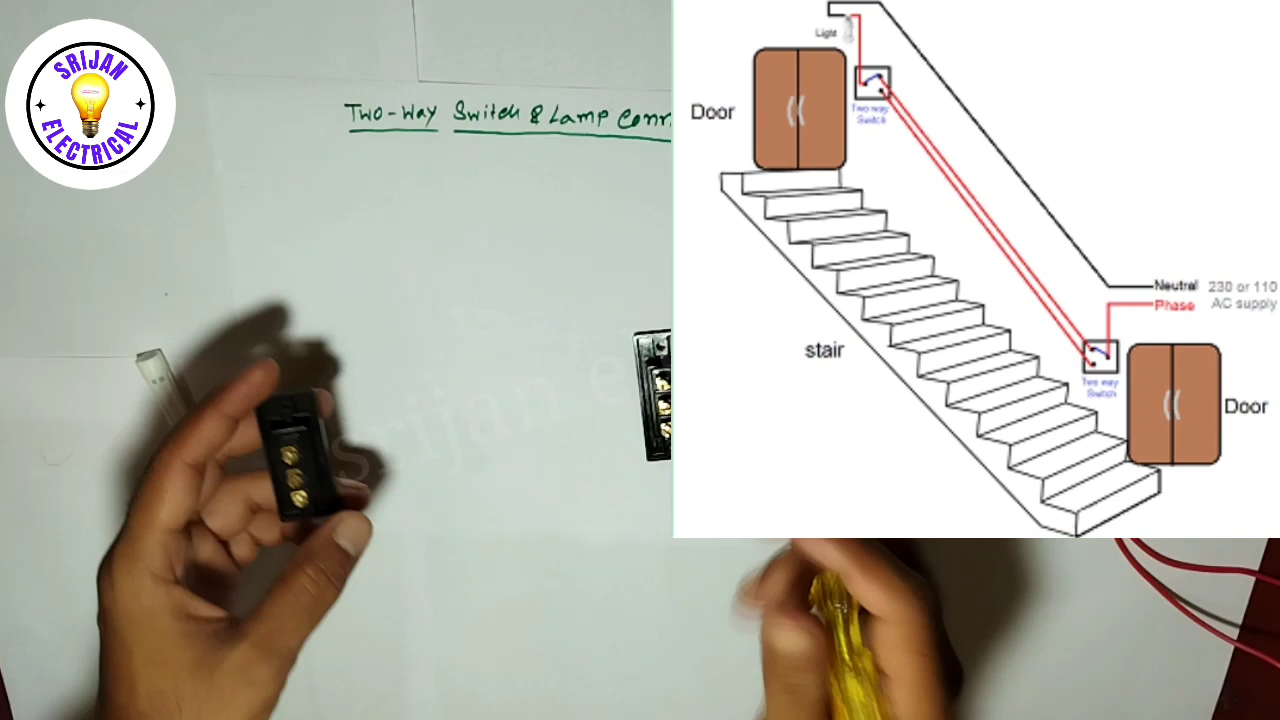 SRIJAN
ELECTRICAL
Two-Way Switch & Lamp
srijan
Light
Door
Two way
Switch
Neutral
Phase
230 or 110
AC supply
stair
Two way
Switch
Door